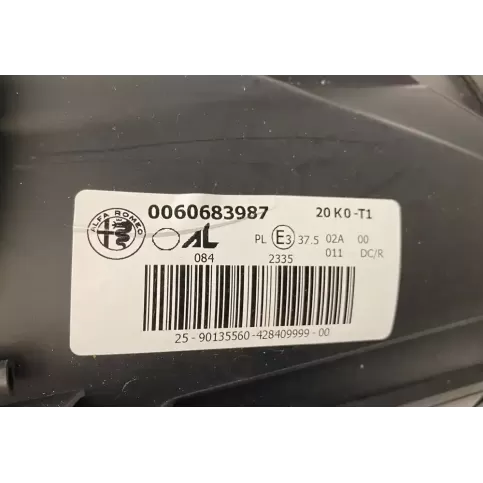 ALFA ROMEO
0060683987
20 K0 -T1
AL
PL E3 37.5 02A 00
011 DC/R
084 2335
25 - 90135560-428409999 - 00